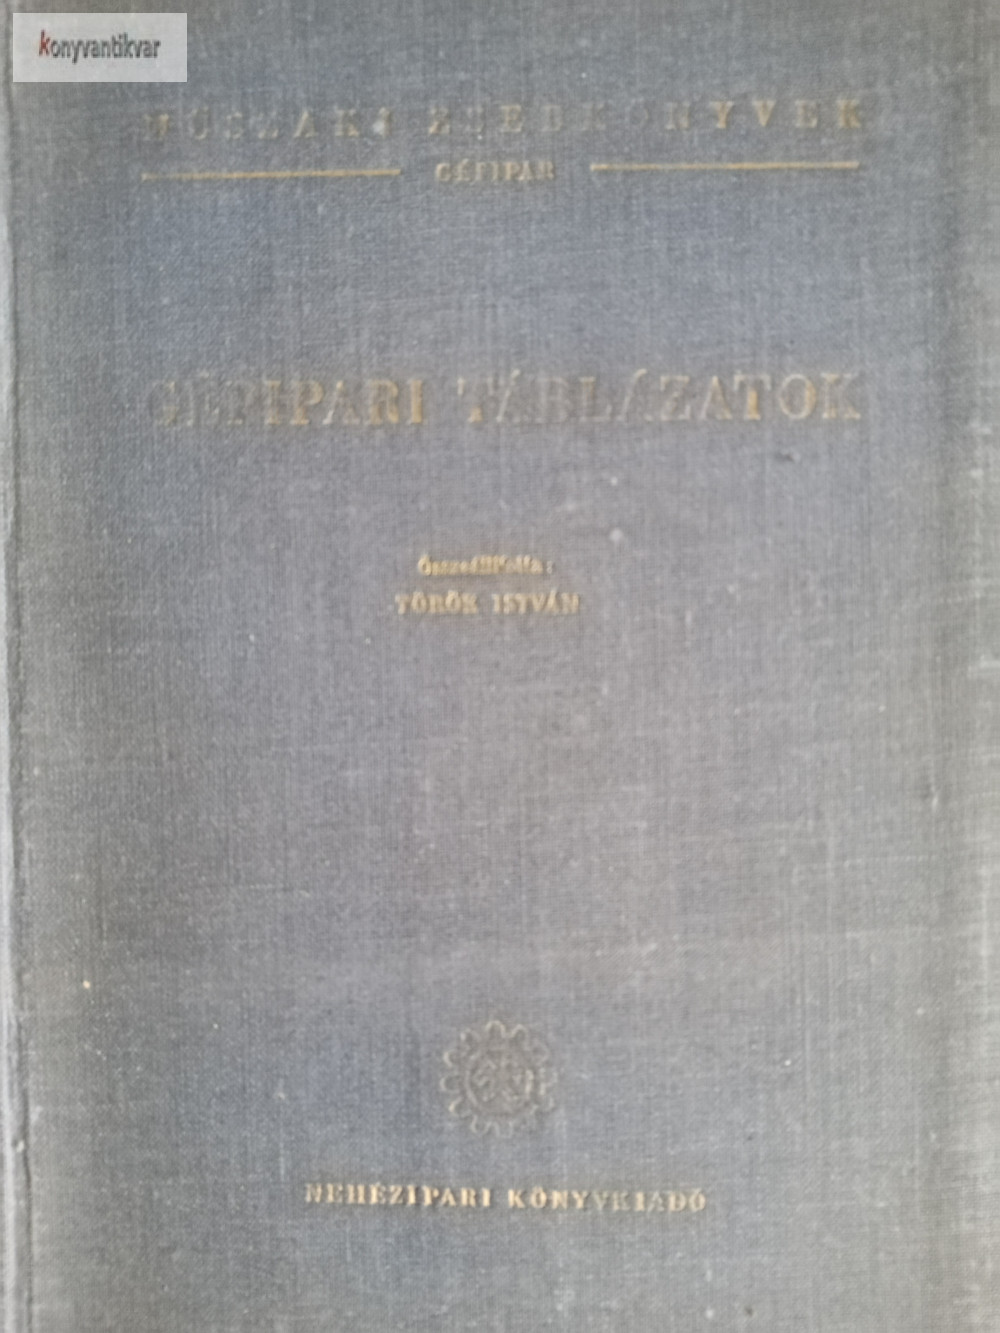 konyvantikvar
MŰSZAKI ZSEBKÖNYVEK
GÉPIPAR
GÉPIPARI TÁBLÁZATOK
Összeállította:
TÖRÖK ISTVÁN
NEHÉZIPARI KÖNYVKIADÓ